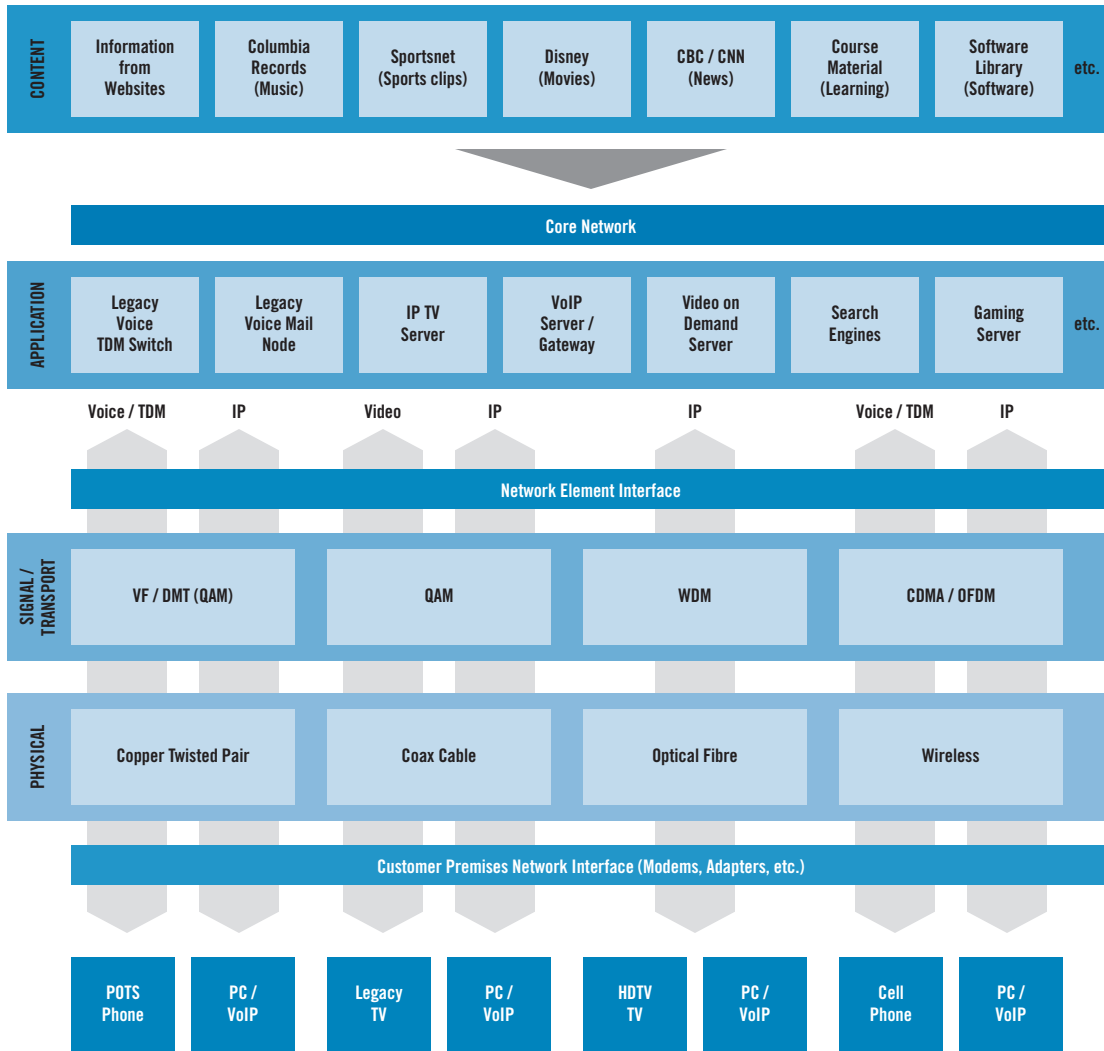 CONTENT
Information
from
Websites
Columbia
Records
(Music)
Sportsnet
(Sports clips)
Disney
(Movies)
CBC / CNN
(News)
Course
Material
(Learning)
Software
Library
(Software)
etc.
Core Network
APPLICATION
Legacy
Voice
TDM Switch
Legacy
Voice Mail
Node
IP TV
Server
VoIP
Server /
Gateway
Video on
Demand
Server
Search
Engines
Gaming
Server
etc.
Voice / TDM
IP
Video
IP
IP
Voice / TDM
IP
Network Element Interface
SIGNAL /
TRANSPORT
VF / DMT (QAM)
QAM
WDM
CDMA / OFDM
PHYSICAL
Copper Twisted Pair
Coax Cable
Optical Fibre
Wireless
Customer Premises Network Interface (Modems, Adapters, etc.)
POTS
Phone
PC /
VoIP
Legacy
TV
PC /
VoIP
HDTV
TV
PC /
VoIP
Cell
Phone
PC /
VoIP